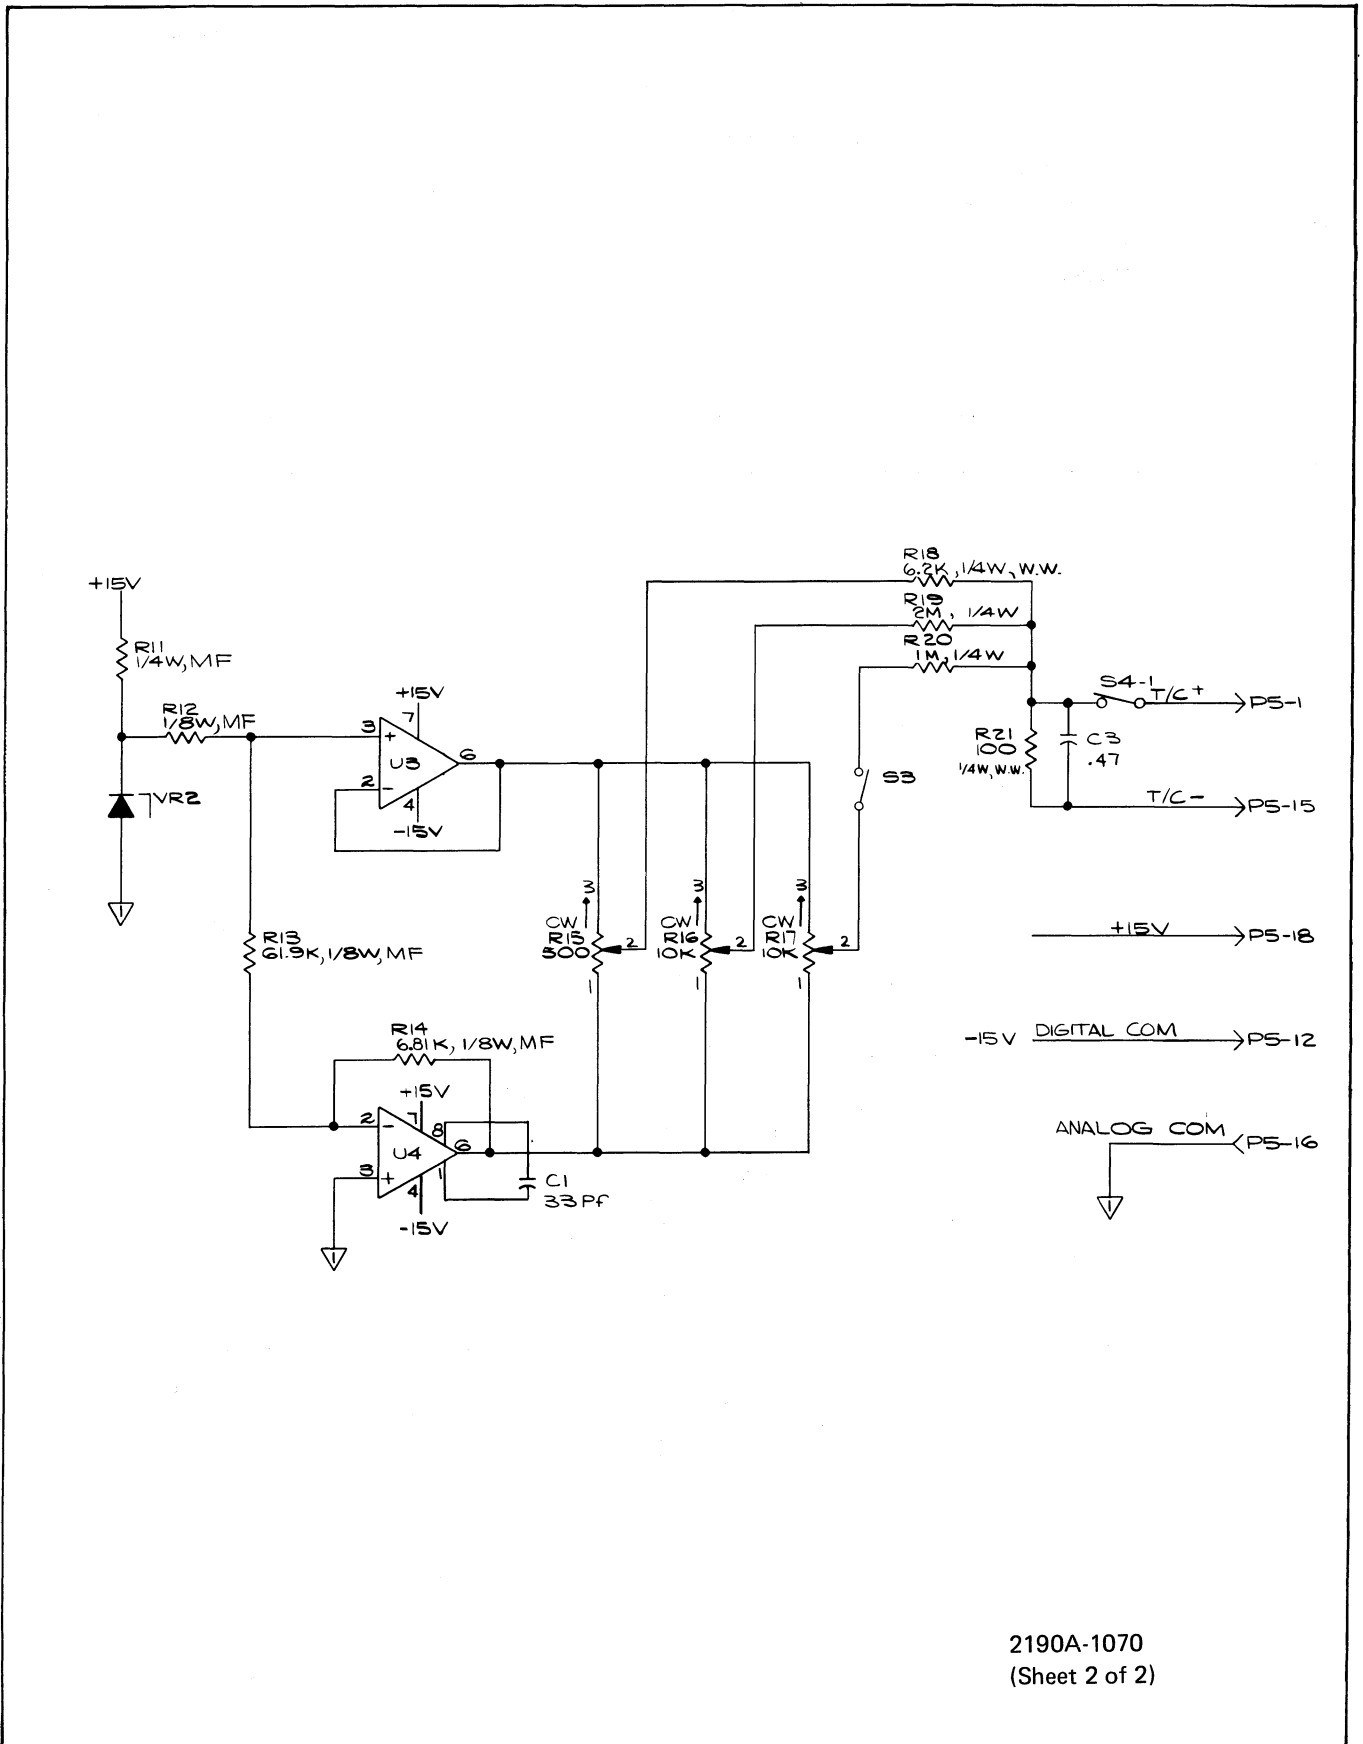 +15V
R11
1/4W, MF
R12
1/8W, MF
VR2
1
+15V
7
3
+
U3
6
2
-
4
-15V
R13
61.9K, 1/8W, MF
R14
6.81K, 1/8W, MF
+15V
7
2
-
8
U4
6
3
+
1
4
-15V
C1
33 Pf
1
3
CW
R15
500
2
1
3
CW
R16
10K
2
1
3
CW
R17
10K
2
1
R18
6.2K, 1/4W, W.W.
R19
2M, 1/4W
R20
1M, 1/4W
S3
S4-1
T/C+
P5-1
R21
100
1/4W, W.W.
C3
.47
T/C-
P5-15
+15V
P5-18
-15V DIGITAL COM
P5-12
ANALOG COM
P5-16
1
2190A-1070
(Sheet 2 of 2)